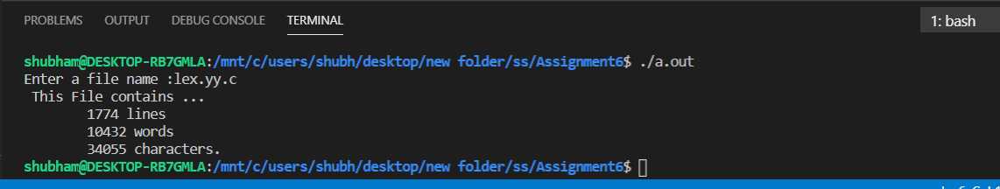 PROBLEMS OUTPUT DEBUG CONSOLE TERMINAL 1: bash
shubham@DESKTOP-RB7GMLA:/mnt/c/users/shubh/desktop/new folder/ss/Assignment6$ ./a.out
Enter a file name :lex.yy.c
This File contains ...
1774 lines
10432 words
34055 characters.
shubham@DESKTOP-RB7GMLA:/mnt/c/users/shubh/desktop/new folder/ss/Assignment6$